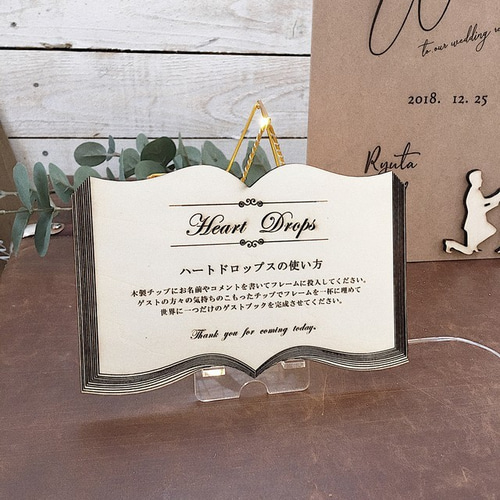 to our wedding re
2018. 12. 25
Ryuta
Heart Drops
ハートドロップスの使い方
木製チップにお名前やコメントを書いてフレームに投入してください。
ゲストの方々の気持ちのこもったチップでフレームを一杯に埋めて
世界に一つだけのゲストブックを完成させてください。
Thank you for coming today.